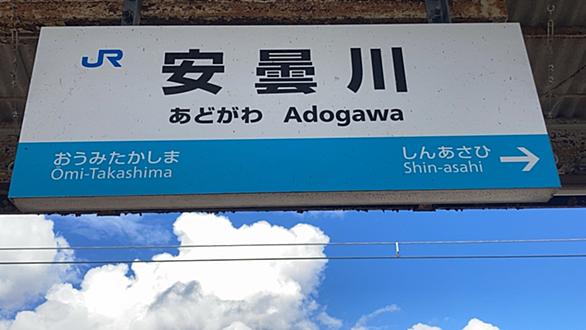 JR
安曇川
あどがわ Adogawa
おうみたかしま しんあさひ →
Ōmi-Takashima Shin-asahi